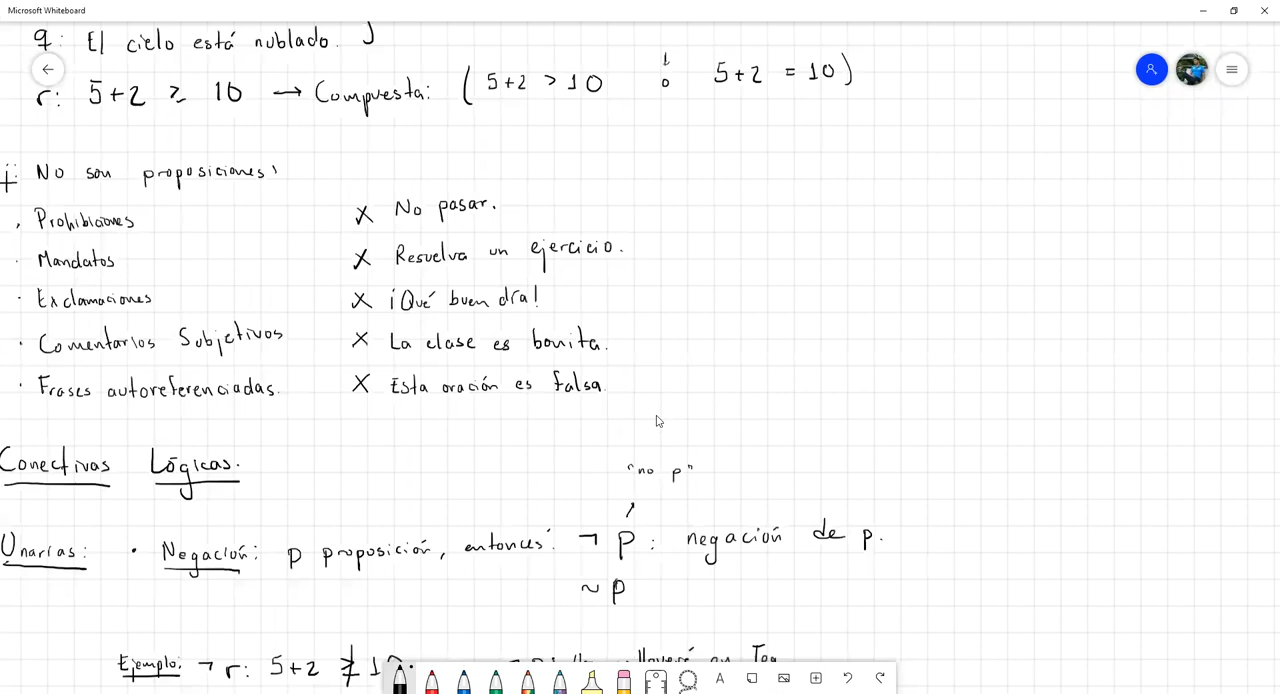 Microsoft Whiteboard
q: El cielo está nublado.
r: 5+2 ≥ 10 → Compuesta: (5+2 > 10 o 5+2 = 10)
No son proposiciones:
· Prohibiciones X No pasar.
· Mandatos X Resuelva un ejercicio.
· Exclamaciones X ¡Qué buen día!
· Comentarios Subjetivos X La clase es bonita.
· Frases autoreferenciadas. X Esta oración es falsa.
Conectivas Lógicas.
"no p"
Unarias: · Negación: p proposición, entonces: ¬ p : negación de p.
~ p
Ejemplo: ¬ r: 5+2 ≱ 10.